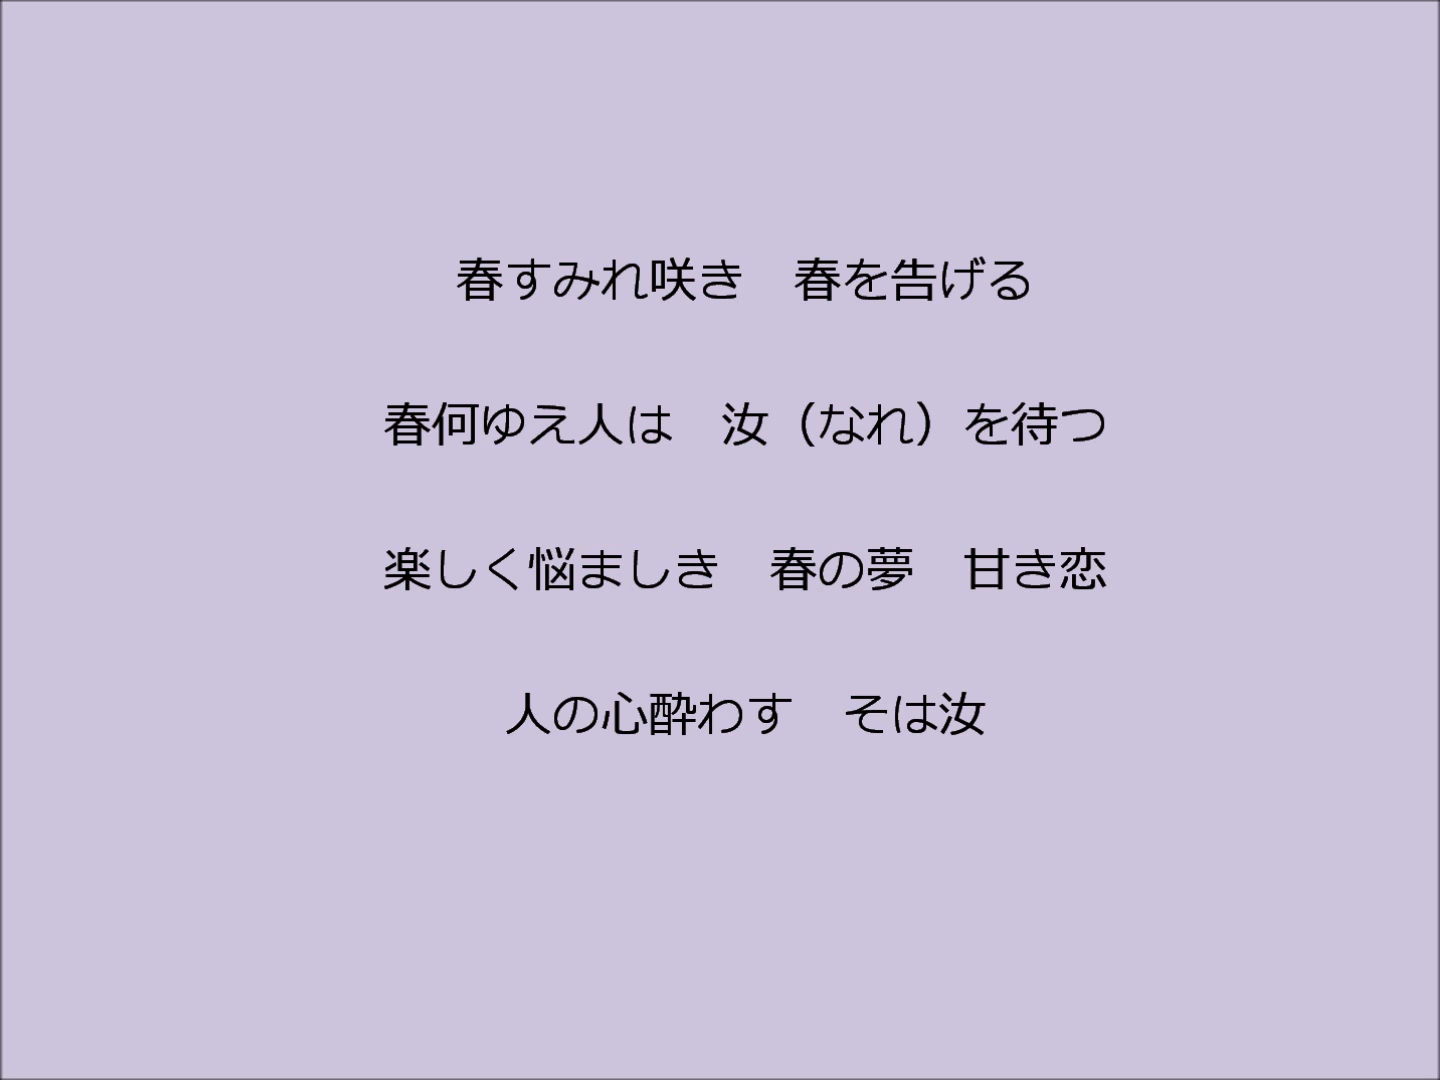 春すみれ咲き　春を告げる
春何ゆえ人は　汝（なれ）を待つ
楽しく悩ましき　春の夢　甘き恋
人の心酔わす　そは汝